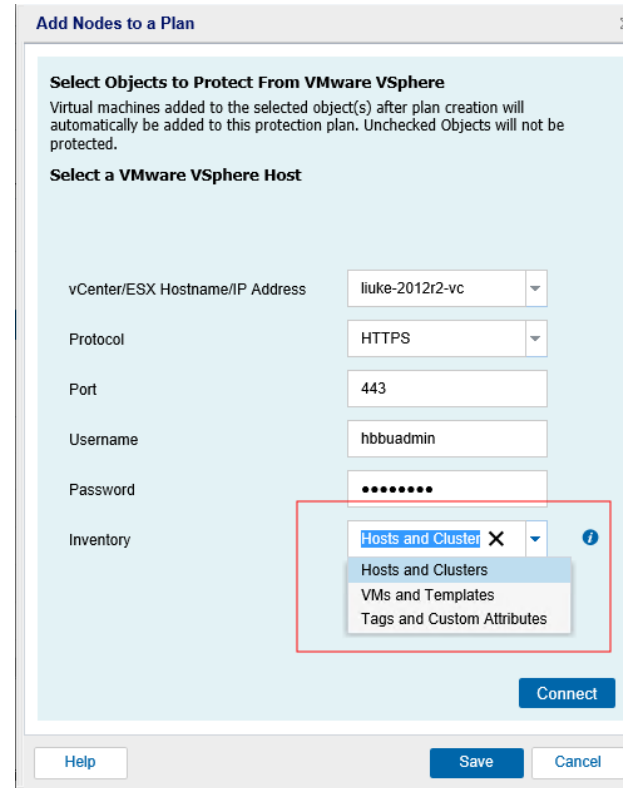 Add Nodes to a Plan
Select Objects to Protect From VMware VSphere
Virtual machines added to the selected object(s) after plan creation will
automatically be added to this protection plan. Unchecked Objects will not be
protected.
Select a VMware VSphere Host
vCenter/ESX Hostname/IP Address liuke-2012r2-vc
Protocol HTTPS
Port 443
Username hbbuadmin
Password ●●●●●●●●
Inventory Hosts and Cluster
Hosts and Clusters
VMs and Templates
Tags and Custom Attributes
Connect
Help Save Cancel